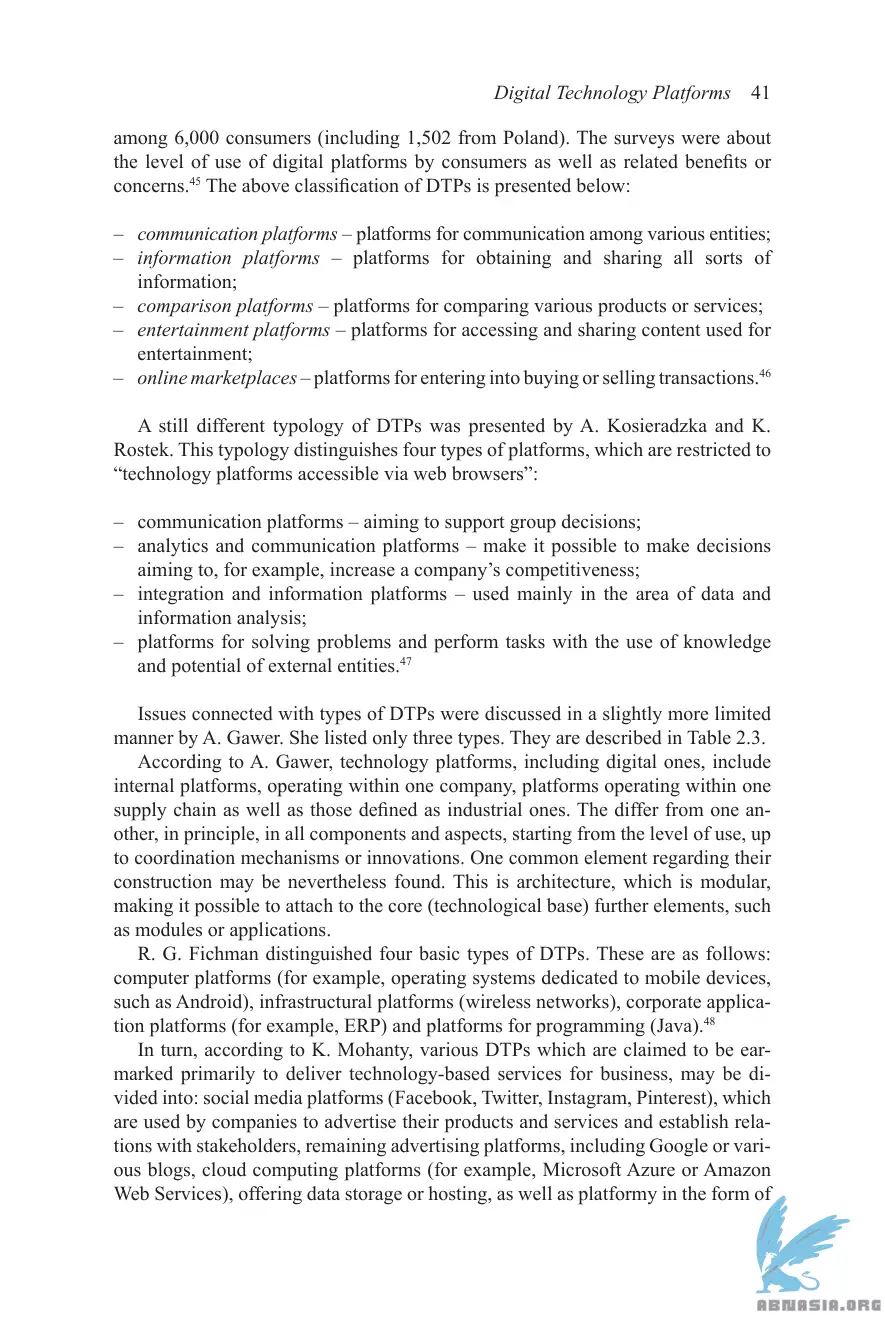 Digital Technology Platforms 41
among 6,000 consumers (including 1,502 from Poland). The surveys were about
the level of use of digital platforms by consumers as well as related benefits or
concerns.45 The above classification of DTPs is presented below:
– communication platforms – platforms for communication among various entities;
– information platforms – platforms for obtaining and sharing all sorts of
information;
– comparison platforms – platforms for comparing various products or services;
– entertainment platforms – platforms for accessing and sharing content used for
entertainment;
– online marketplaces – platforms for entering into buying or selling transactions.46
A still different typology of DTPs was presented by A. Kosieradzka and K.
Rostek. This typology distinguishes four types of platforms, which are restricted to
“technology platforms accessible via web browsers”:
– communication platforms – aiming to support group decisions;
– analytics and communication platforms – make it possible to make decisions
aiming to, for example, increase a company’s competitiveness;
– integration and information platforms – used mainly in the area of data and
information analysis;
– platforms for solving problems and perform tasks with the use of knowledge
and potential of external entities.47
Issues connected with types of DTPs were discussed in a slightly more limited
manner by A. Gawer. She listed only three types. They are described in Table 2.3.
According to A. Gawer, technology platforms, including digital ones, include
internal platforms, operating within one company, platforms operating within one
supply chain as well as those defined as industrial ones. The differ from one an-
other, in principle, in all components and aspects, starting from the level of use, up
to coordination mechanisms or innovations. One common element regarding their
construction may be nevertheless found. This is architecture, which is modular,
making it possible to attach to the core (technological base) further elements, such
as modules or applications.
R. G. Fichman distinguished four basic types of DTPs. These are as follows:
computer platforms (for example, operating systems dedicated to mobile devices,
such as Android), infrastructural platforms (wireless networks), corporate applica-
tion platforms (for example, ERP) and platforms for programming (Java).48
In turn, according to K. Mohanty, various DTPs which are claimed to be ear-
marked primarily to deliver technology-based services for business, may be di-
vided into: social media platforms (Facebook, Twitter, Instagram, Pinterest), which
are used by companies to advertise their products and services and establish rela-
tions with stakeholders, remaining advertising platforms, including Google or vari-
ous blogs, cloud computing platforms (for example, Microsoft Azure or Amazon
Web Services), offering data storage or hosting, as well as platformy in the form of
ABNASIA.ORG